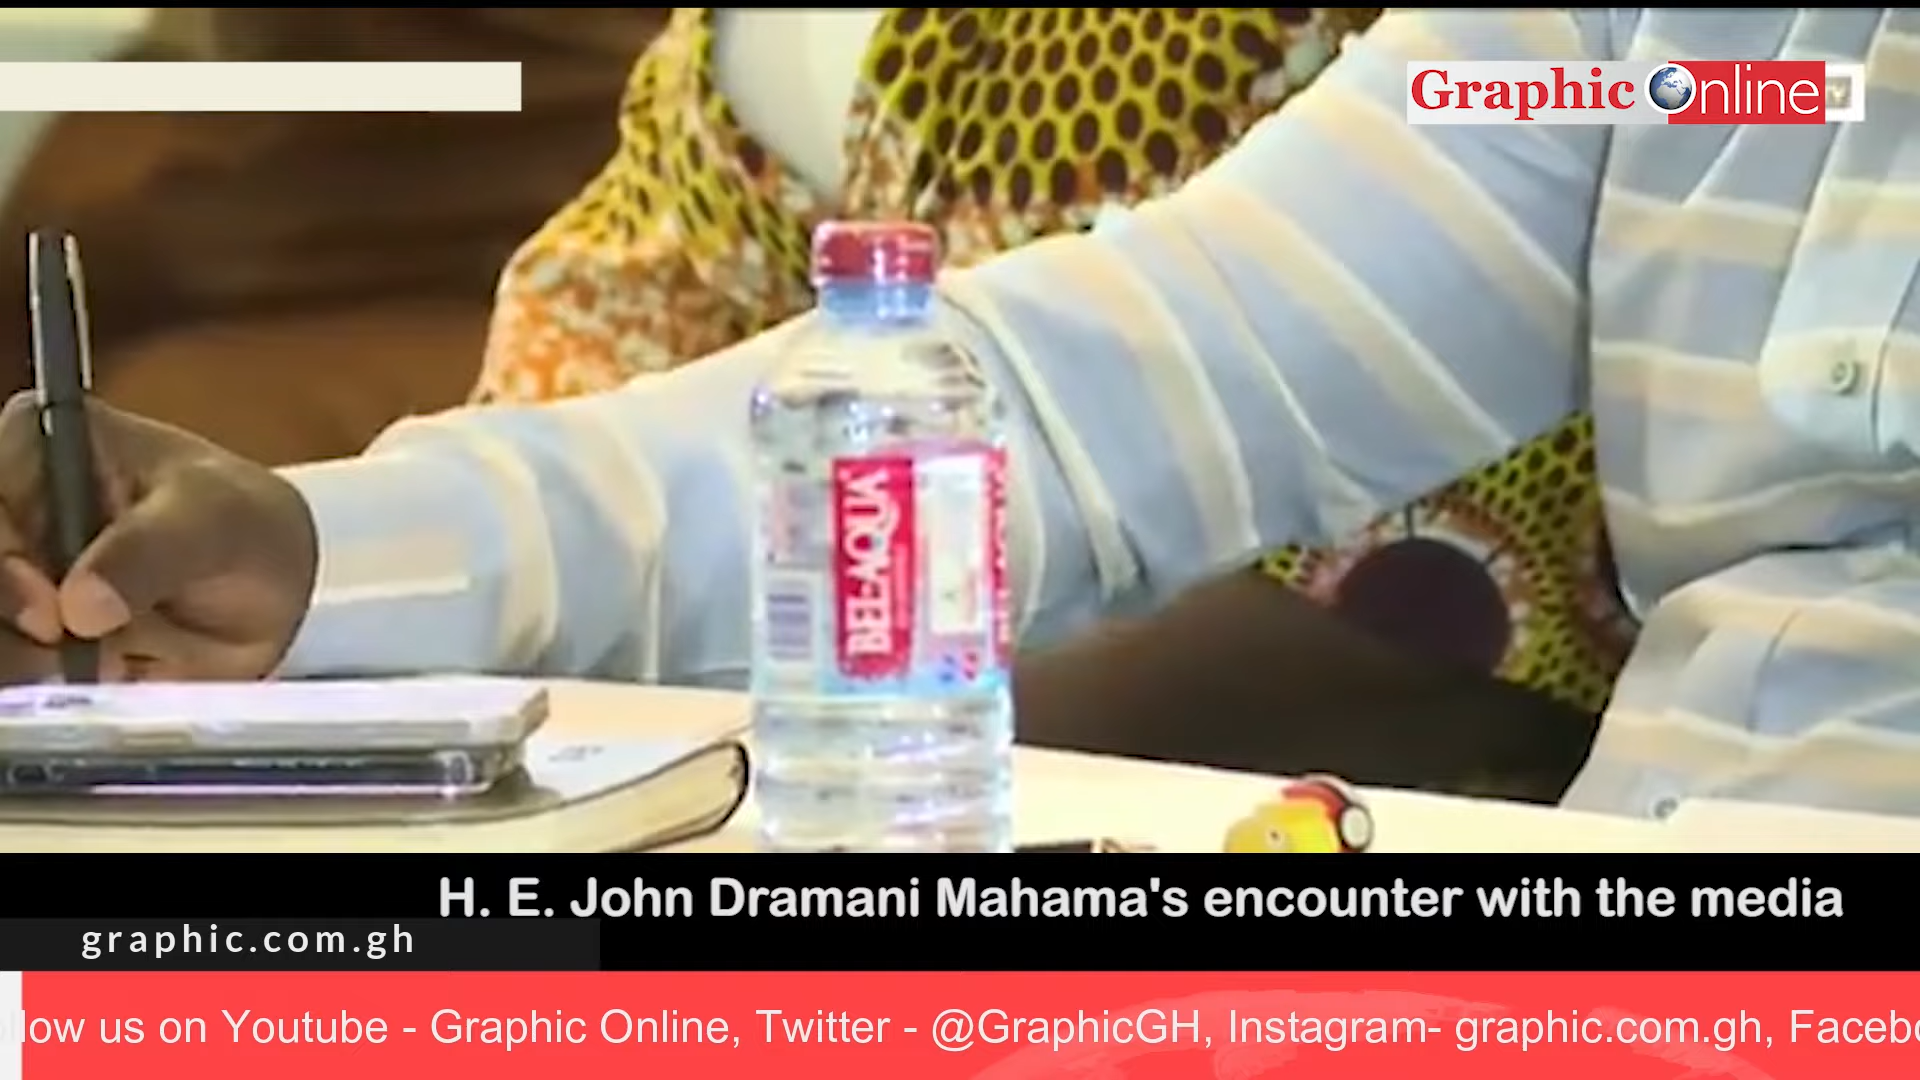 Graphic Online
BEL-AQUA
H. E. John Dramani Mahama's encounter with the media
graphic.com.gh
llow us on Youtube - Graphic Online, Twitter - @GraphicGH, Instagram- graphic.com.gh, Facebo